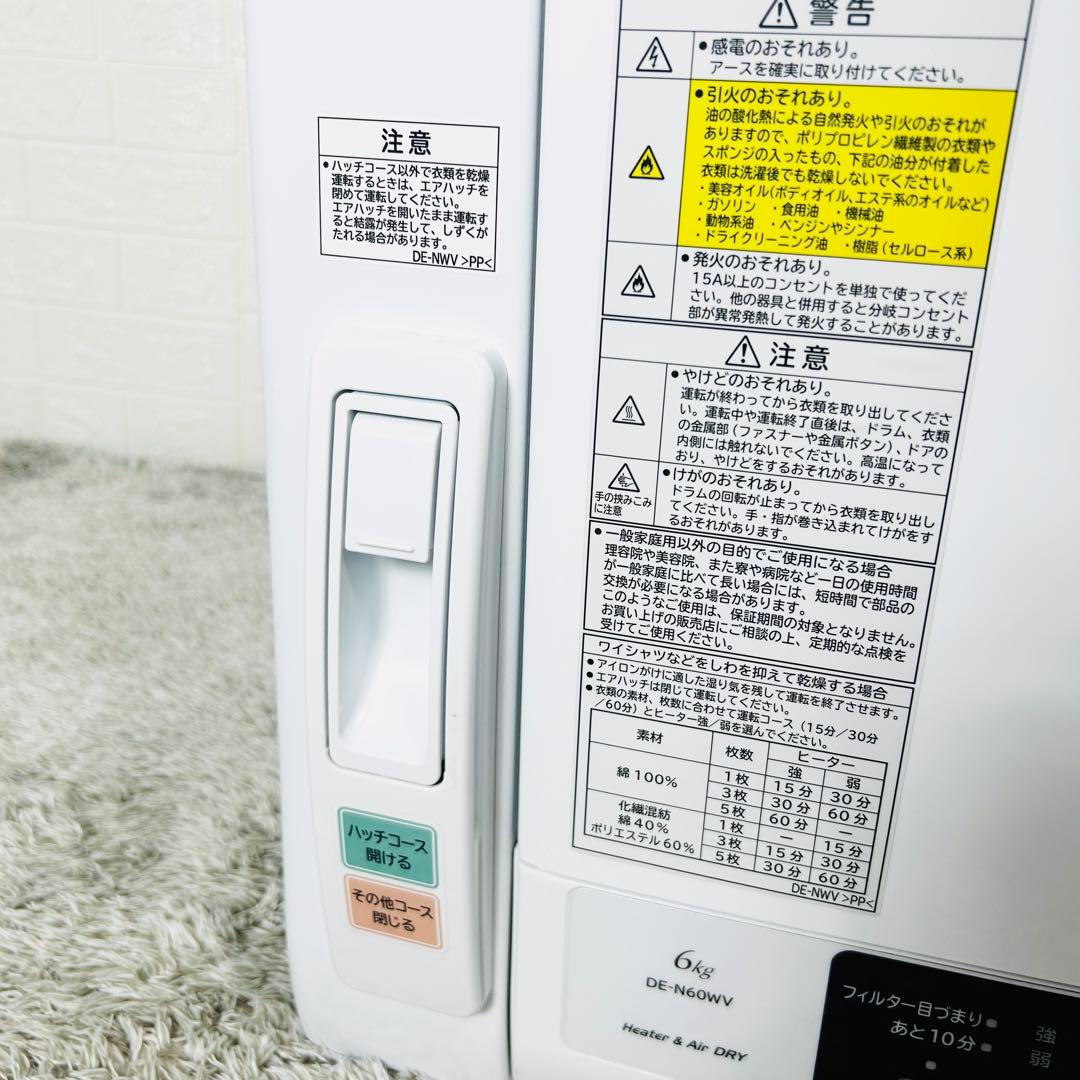 注意
●ハッチコース以外で衣類を乾燥
運転するときは、エアハッチを
閉めて運転してください。
エアハッチを開いたまま運転す
ると結露が発生して、しずくが
たれる場合があります。
DE-NWV >PP<
ハッチコース
開ける
その他コース
閉じる
警告
●感電のおそれあり。
アースを確実に取り付けてください。
●引火のおそれあり。
油の酸化熱による自然発火や引火のおそれが
ありますので、ポリプロピレン繊維製の衣類や
スポンジの入ったもの、下記の油分が付着した
衣類は洗濯後でも乾燥しないでください。
・美容オイル(ボディオイル、エステ系のオイルなど)
・ガソリン ・食用油 ・機械油
・動物系油 ・ベンジンやシンナー
・ドライクリーニング油 ・樹脂(セルロース系)
●発火のおそれあり。
15A以上のコンセントを単独で使ってくだ
さい。他の器具と併用すると分岐コンセント
部が異常発熱して発火することがあります。
注意
●やけどのおそれあり。
運転が終わってから衣類を取り出してくださ
い。運転中や運転終了直後は、ドラム、衣類
の金属部(ファスナーや金属ボタン)、ドアの
内側には触れないでください。高温になって
おり、やけどをするおそれがあります。
手の挟みこみ
に注意
●けがのおそれあり。
ドラムの回転が止まってから衣類を取り出し
てください。手・指が巻き込まれてけがをす
るおそれがあります。
●一般家庭用以外の目的でご使用になる場合
理容院や美容院、また寮や病院など一日の使用時間
が一般家庭に比べて長い場合には、短時間で部品の
交換が必要になる場合があります。
このようなご使用は、保証期間の対象となりません。
お買い上げの販売店にご相談の上、定期的な点検を
受けてご使用ください。
ワイシャツなどをしわを抑えて乾燥する場合
●アイロンがけに適した湿り気を残して運転を終了させます。
●エアハッチは閉じて運転してください。
●衣類の素材、枚数に合わせて運転コース(15分/30分
/60分)とヒーター強/弱を選んでください。
素材 枚数 ヒーター
強 弱
綿100% 1枚 15分 30分
3枚 30分 60分
5枚 60分 —
化繊混紡
綿40%
ポリエステル60%
1枚 — 15分
3枚 15分 30分
5枚 30分 60分
DE-NWV >PP<
6kg
DE-N60WV
Heater & Air DRY
フィルター目づまり
あと10分
強
弱